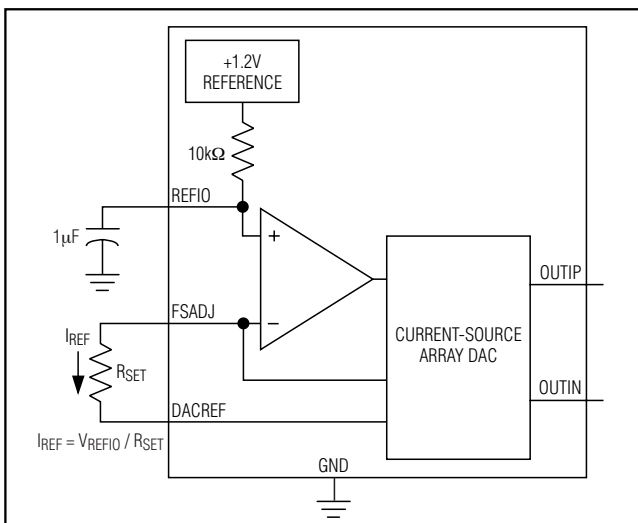 +1.2V
REFERENCE
10kΩ
REFIO
1µF
+
OUTIP
FSADJ
−
CURRENT-SOURCE
ARRAY DAC
IREF
RSET
OUTIN
DACREF
IREF = VREFIO / RSET
GND